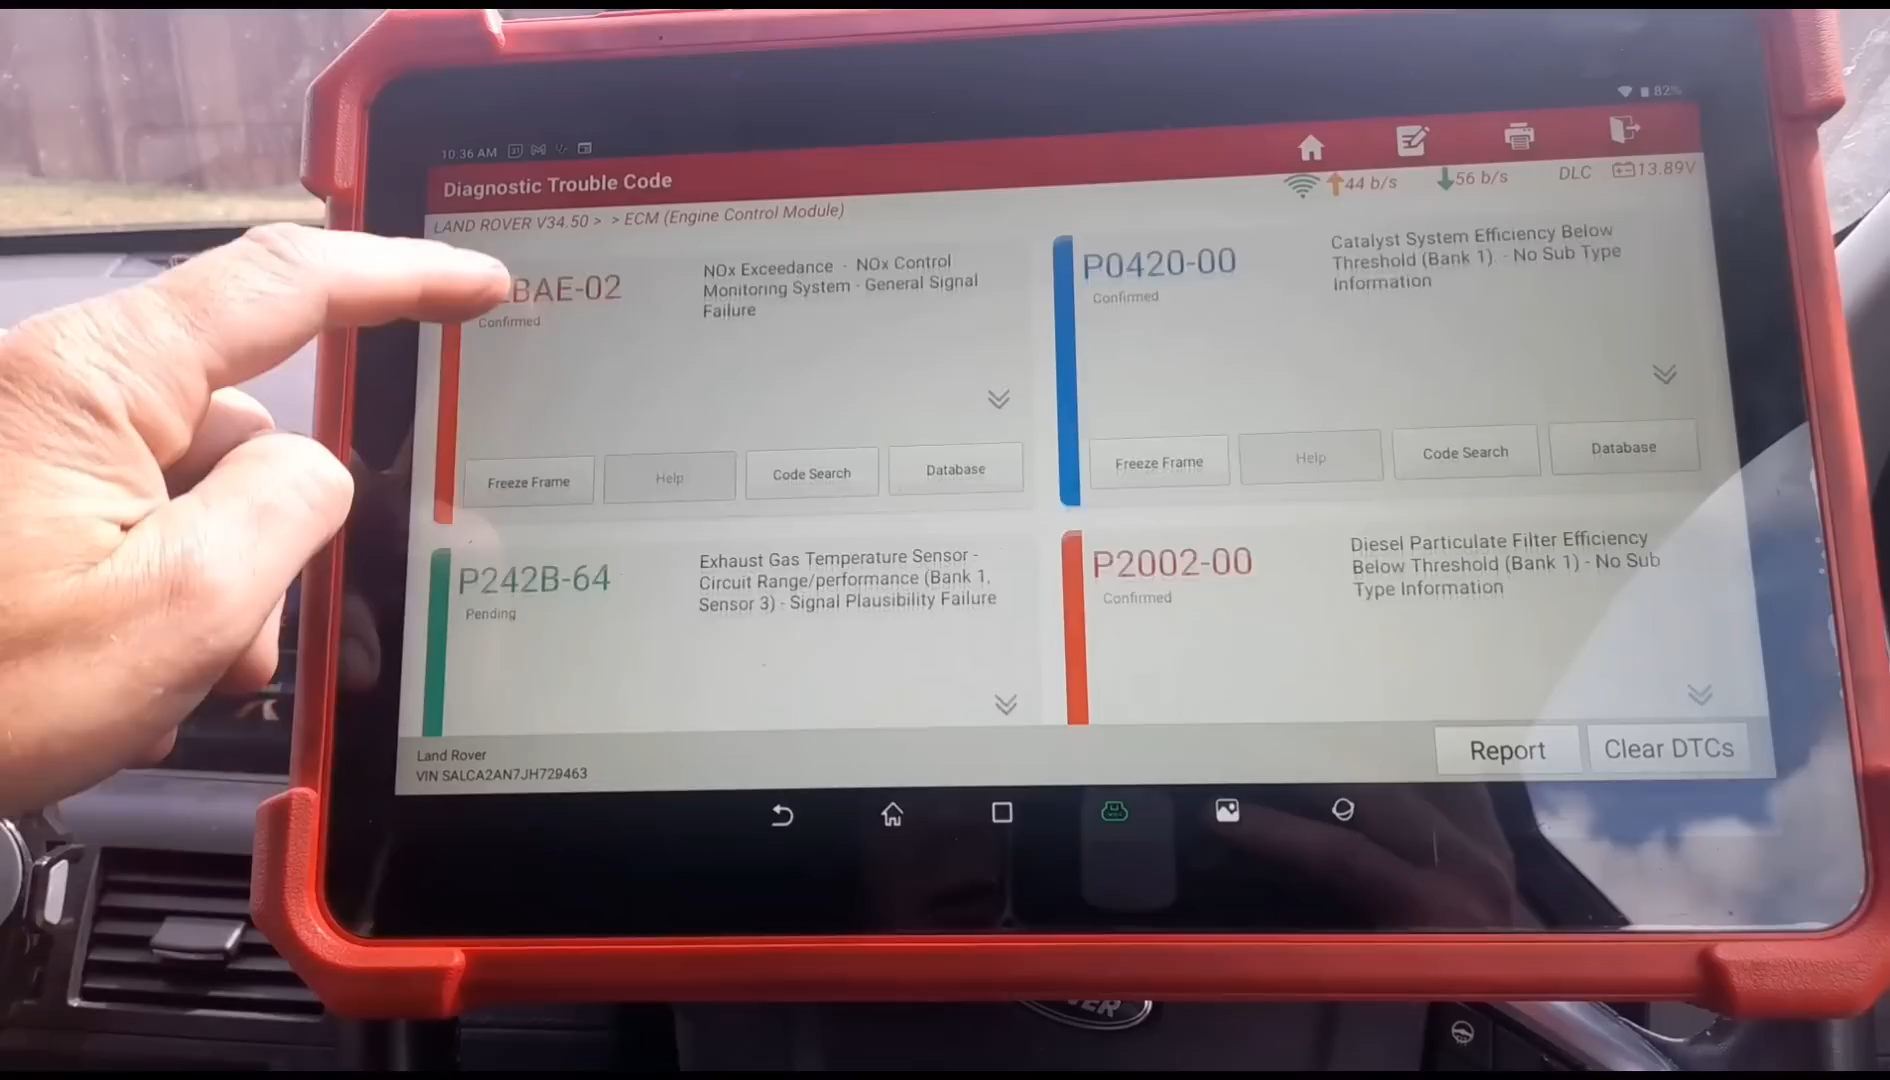 10:36 AM
82%
Diagnostic Trouble Code
44 b/s
56 b/s
DLC
13.89V
LAND ROVER V34.50 > > ECM (Engine Control Module)
BAE-02
Confirmed
NOx Exceedance - NOx Control
Monitoring System - General Signal
Failure
Freeze Frame
Help
Code Search
Database
P0420-00
Confirmed
Catalyst System Efficiency Below
Threshold (Bank 1). - No Sub Type
Information
Freeze Frame
Help
Code Search
Database
P242B-64
Pending
Exhaust Gas Temperature Sensor -
Circuit Range/performance (Bank 1,
Sensor 3) - Signal Plausibility Failure
P2002-00
Confirmed
Diesel Particulate Filter Efficiency
Below Threshold (Bank 1) - No Sub
Type Information
Land Rover
VIN SALCA2AN7JH729463
Report
Clear DTCs
VER